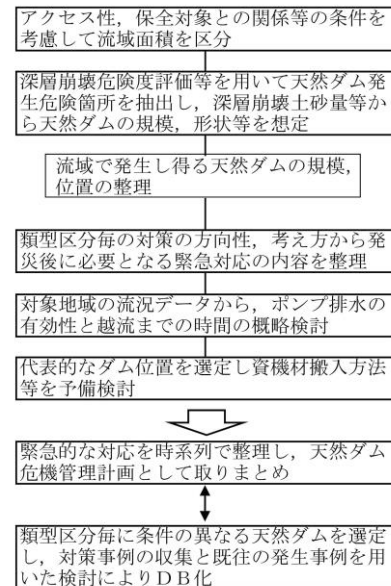 アクセス性，保全対象との関係等の条件を
考慮して流域面積を区分
深層崩壊危険度評価等を用いて天然ダム発
生危険箇所を抽出し，深層崩壊土砂量等か
ら天然ダムの規模，形状等を想定
流域で発生し得る天然ダムの規模，
位置の整理
類型区分毎の対策の方向性，考え方から発
災後に必要となる緊急対応の内容を整理
対象地域の流況データから，ポンプ排水の
有効性と越流までの時間の概略検討
代表的なダム位置を選定し資機材搬入方法
等を予備検討
緊急的な対応を時系列で整理し，天然ダム
危機管理計画として取りまとめ
類型区分毎に条件の異なる天然ダムを選定
し，対策事例の収集と既往の発生事例を用
いた検討によりＤＢ化